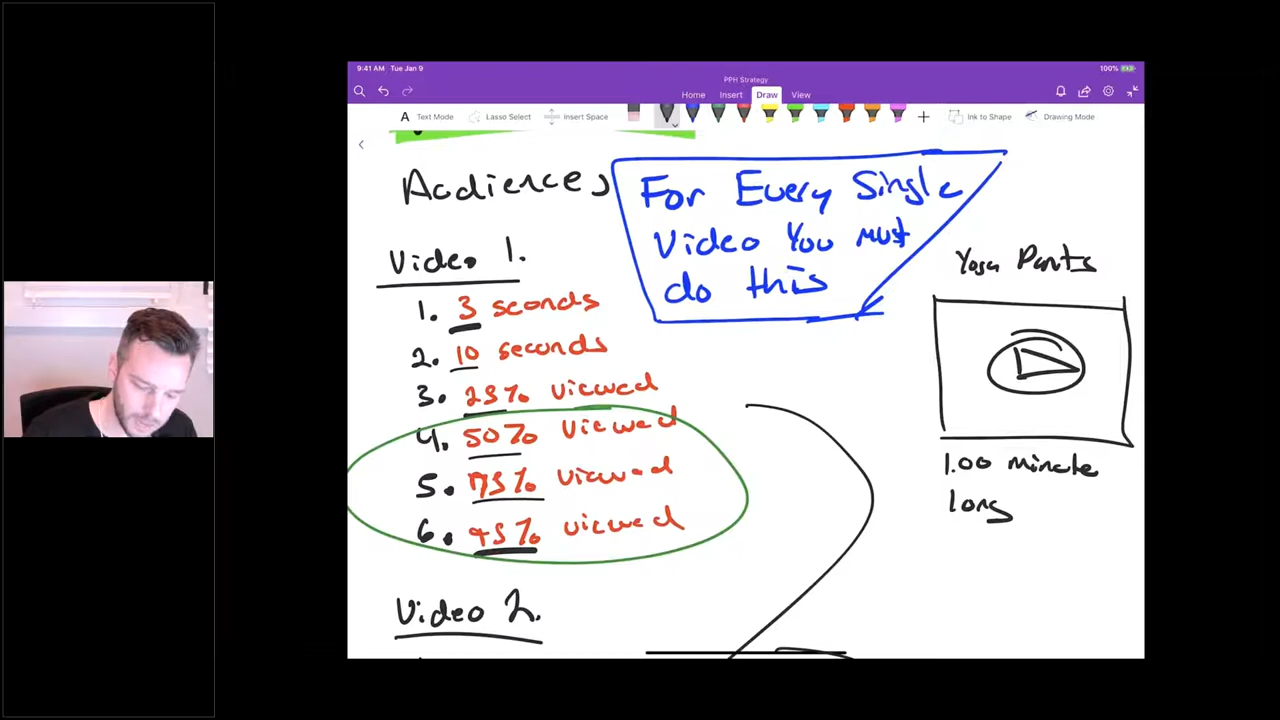 9:41 AM Tue Jan 9
100%
PPH Strategy
Home Insert Draw View
A Text Mode Lasso Select Insert Space Ink to Shape Drawing Mode
Audiences
For Every Single
Video You must
do this
Video 1.
1. 3 seconds
2. 10 seconds
3. 25% viewed
4. 50% viewed
5. 75% viewed
6. 95% viewed
Yoga Pants
1.00 minute
long
Video 2.